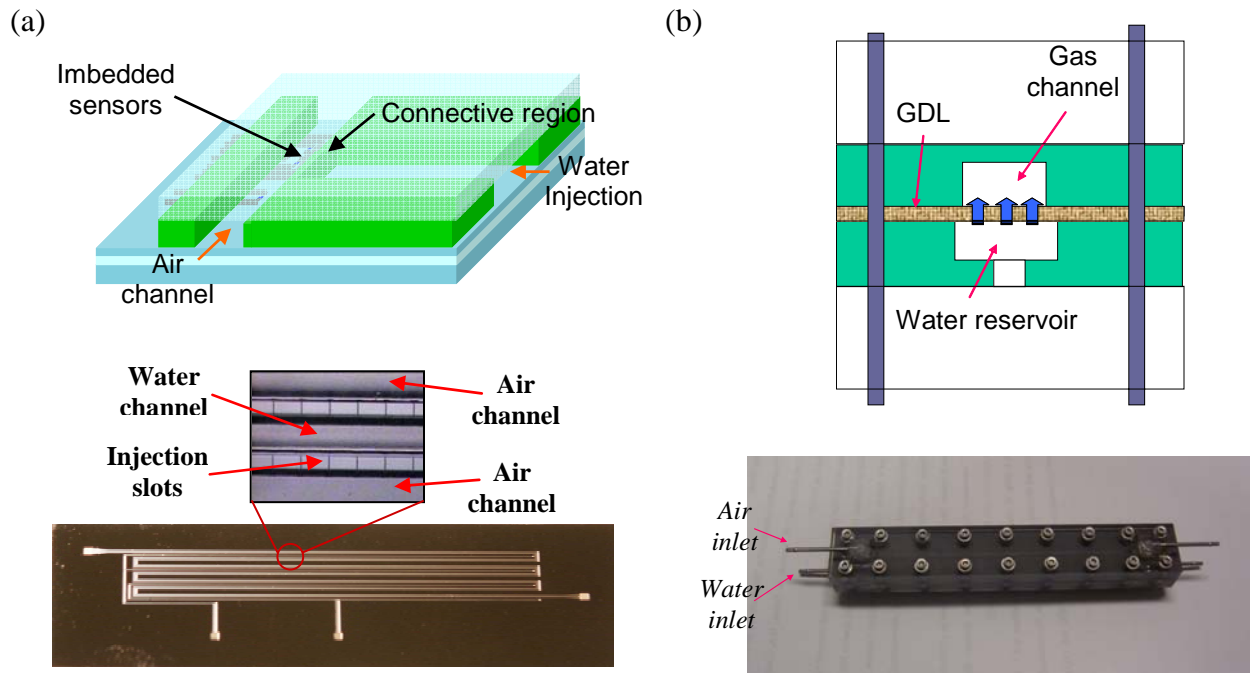 (a)
Imbedded
sensors
Connective region
Water
Injection
Air
channel
Water
channel
Air
channel
Injection
slots
Air
channel
(b)
Gas
channel
GDL
Water reservoir
Air
inlet
Water
inlet